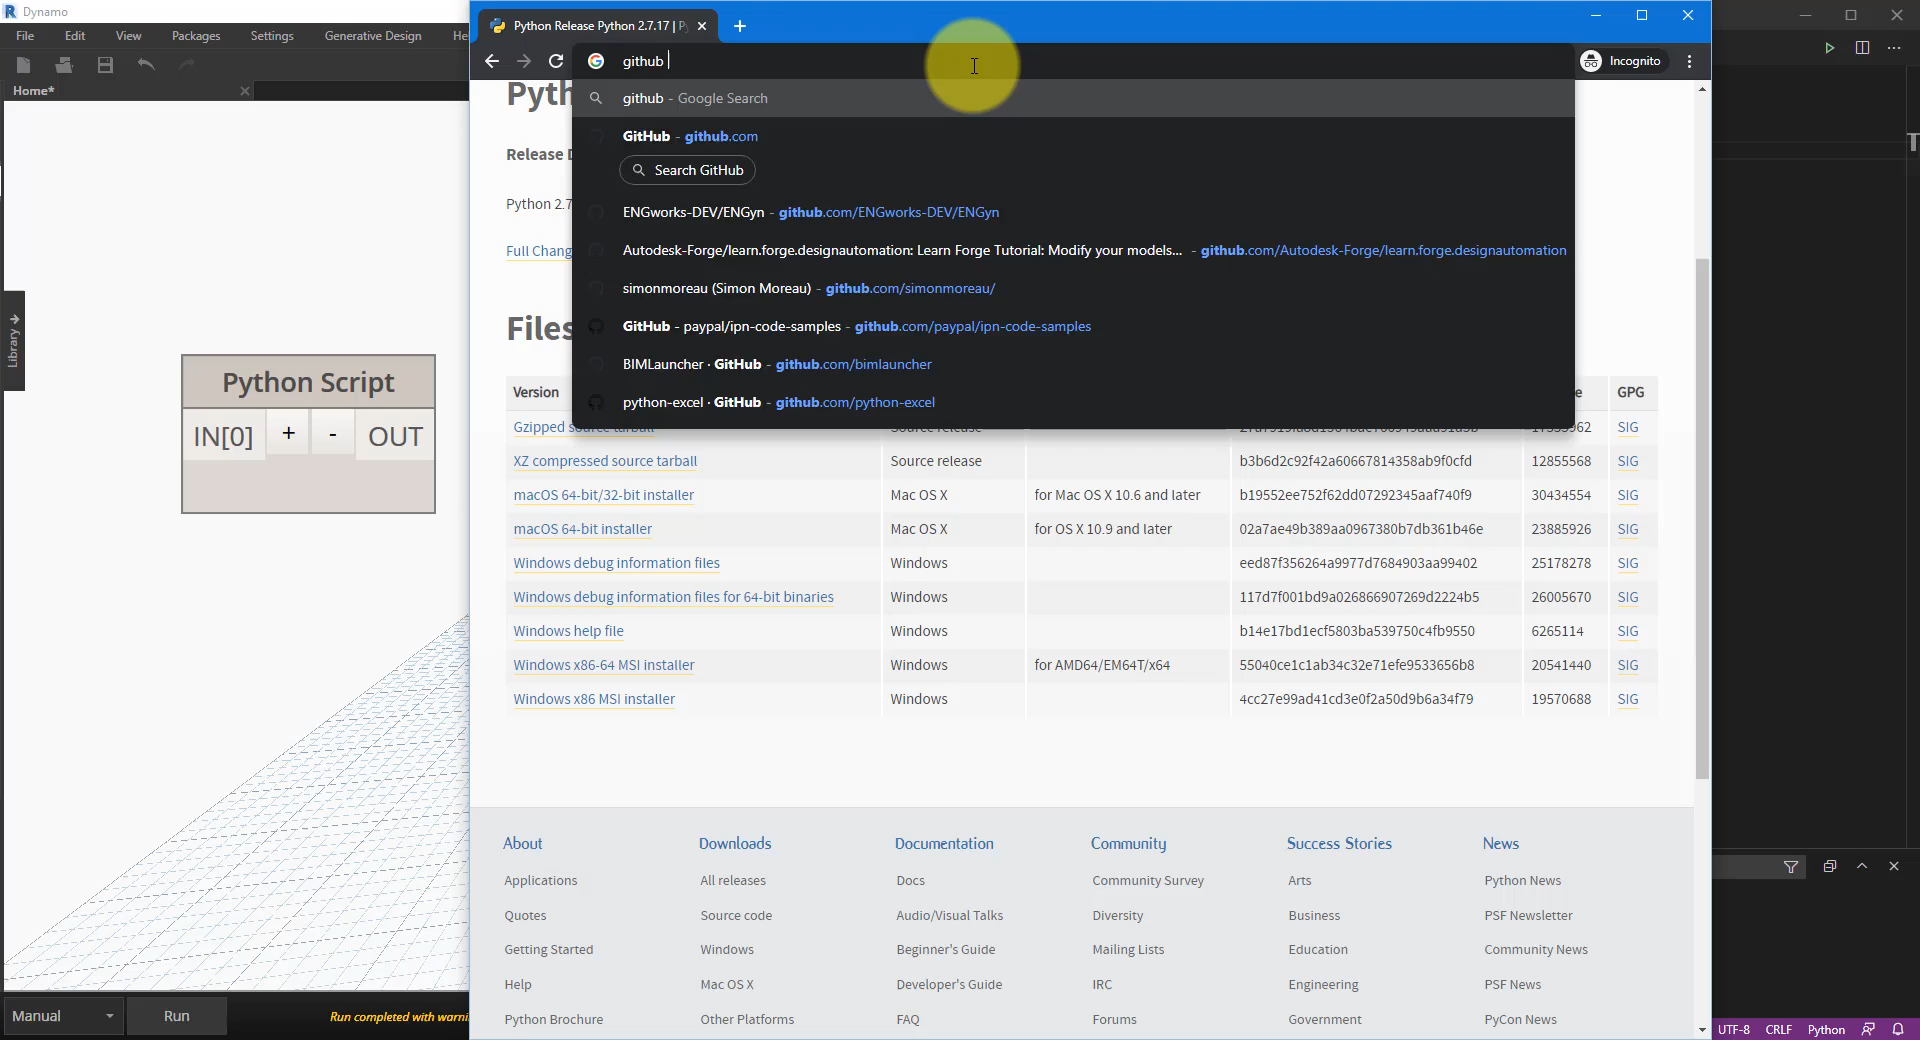 Dynamo
File Edit View Packages Settings Generative Design He
Home*
Library
Python Script
IN[0] + - OUT
Manual
Run
Run completed with warni
Python Release Python 2.7.17 | P
github
Incognito
github - Google Search
GitHub - github.com
Search GitHub
ENGworks-DEV/ENGyn - github.com/ENGworks-DEV/ENGyn
Autodesk-Forge/learn.forge.designautomation: Learn Forge Tutorial: Modify your models... - github.com/Autodesk-Forge/learn.forge.designautomation
simonmoreau (Simon Moreau) - github.com/simonmoreau/
GitHub - paypal/ipn-code-samples - github.com/paypal/ipn-code-samples
BIMLauncher · GitHub - github.com/bimlauncher
python-excel · GitHub - github.com/python-excel
Pyth
Release D
Python 2.7
Full Chang
Files
Version e GPG
Gzipped source tarball Source release SIG
XZ compressed source tarball Source release b3b6d2c92f42a60667814358ab9f0cfd 12855568 SIG
macOS 64-bit/32-bit installer Mac OS X for Mac OS X 10.6 and later b19552ee752f62dd07292345aaf740f9 30434554 SIG
macOS 64-bit installer Mac OS X for OS X 10.9 and later 02a7ae49b389aa0967380b7db361b46e 23885926 SIG
Windows debug information files Windows eed87f356264a9977d7684903aa99402 25178278 SIG
Windows debug information files for 64-bit binaries Windows 117d7f001bd9a026866907269d2224b5 26005670 SIG
Windows help file Windows b14e17bd1ecf5803ba539750c4fb9550 6265114 SIG
Windows x86-64 MSI installer Windows for AMD64/EM64T/x64 55040ce1c1ab34c32e71efe9533656b8 20541440 SIG
Windows x86 MSI installer Windows 4cc27e99ad41cd3e0f2a50d9b6a34f79 19570688 SIG
About Downloads Documentation Community Success Stories News
Applications All releases Docs Community Survey Arts Python News
Quotes Source code Audio/Visual Talks Diversity Business PSF Newsletter
Getting Started Windows Beginner's Guide Mailing Lists Education Community News
Help Mac OS X Developer's Guide IRC Engineering PSF News
Python Brochure Other Platforms FAQ Forums Government PyCon News
UTF-8 CRLF Python